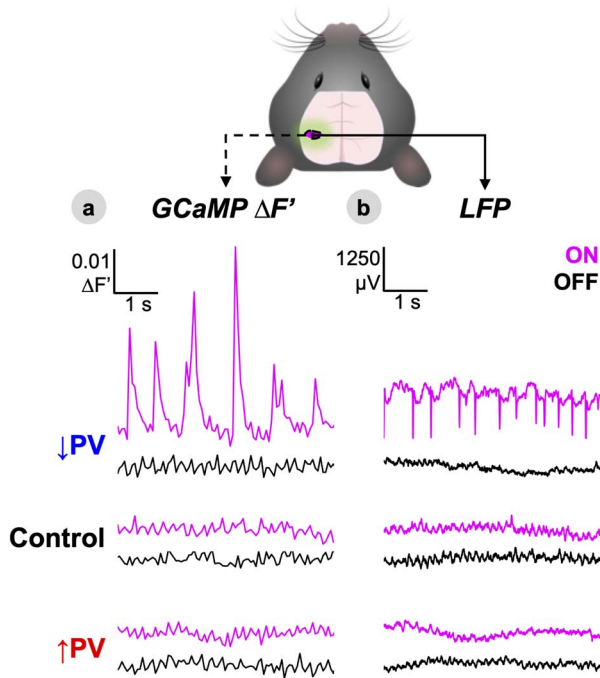 a GCaMP ΔF’ b LFP
0.01
ΔF’
1 s
1250
µV
1 s
ON
OFF
↓PV
Control
↑PV